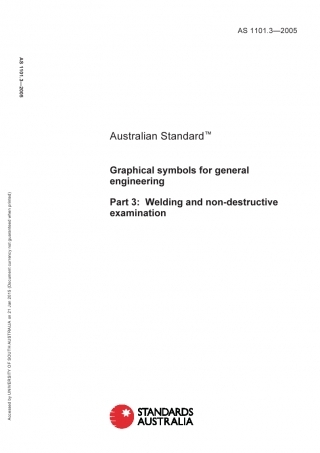 AS 1101.3—2005
AS 1101.3—2005
Australian Standard™
Graphical symbols for general
engineering
Part 3: Welding and non-destructive
examination
Accessed by UNIVERSITY OF SOUTH AUSTRALIA on 21 Jan 2015 (Document currency not guaranteed when printed)
STANDARDS
AUSTRALIA